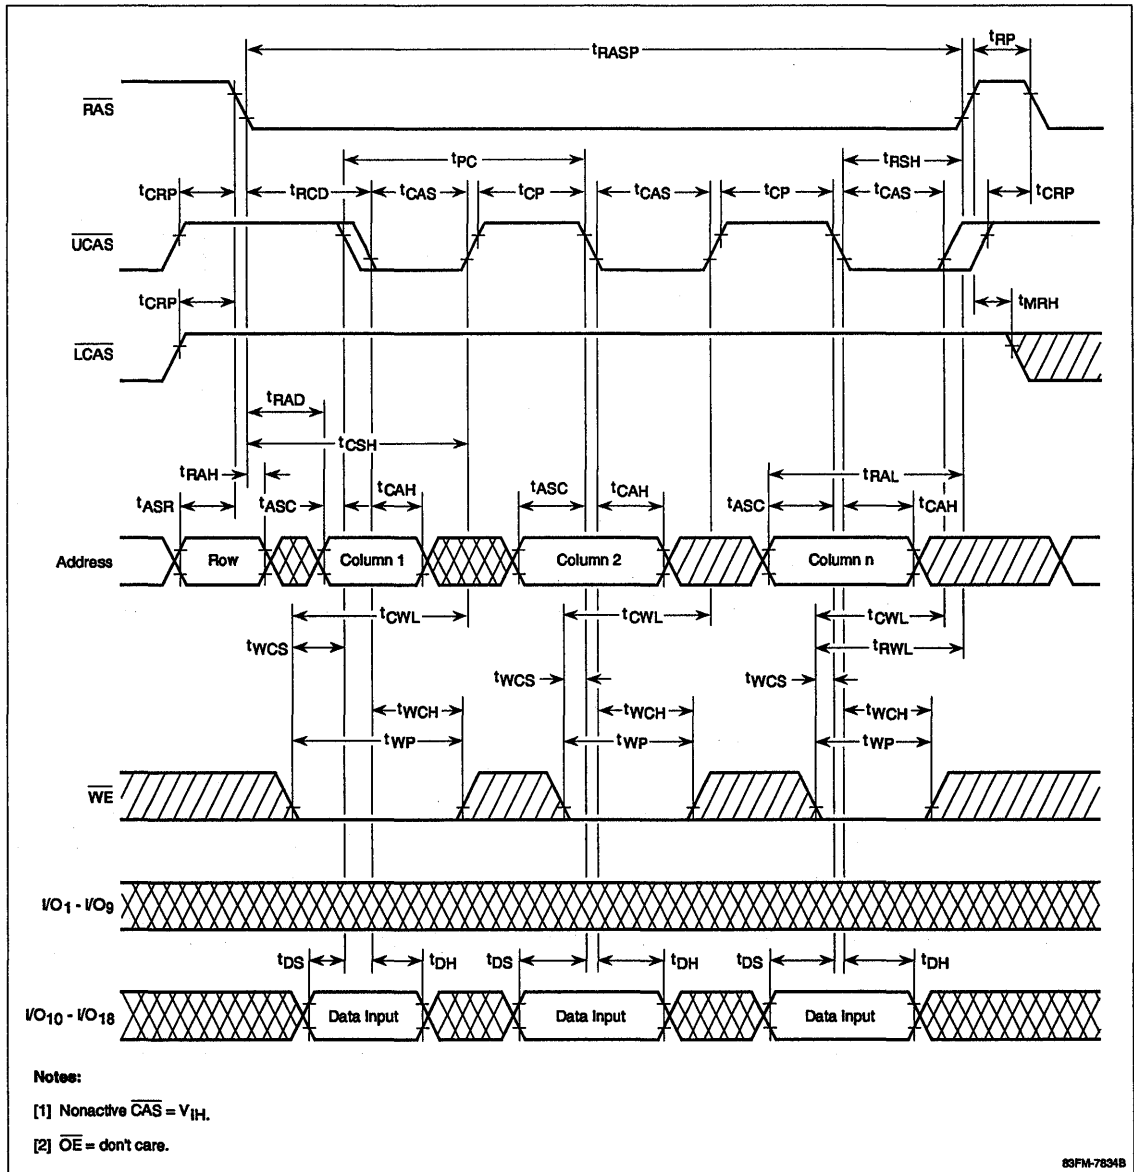 tRASP
tRP
RAS
tPC
tRSH
tCRP
tRCD
tCAS
tCP
tCAS
tCP
tCAS
tCRP
UCAS
tCRP
tMRH
LCAS
tRAD
tCSH
tRAH
tRAL
tASR
tASC
tCAH
tASC
tCAH
tASC
tCAH
Address
Row
Column 1
Column 2
Column n
tCWL
tCWL
tCWL
tWCS
tRWL
tWCS
tWCS
tWCH
tWCH
tWCH
tWP
tWP
tWP
WE
I/O1 - I/O9
tDS
tDH
tDS
tDH
tDS
tDH
I/O10 - I/O18
Data Input
Data Input
Data Input
Notes:
[1] Nonactive CAS = VIH.
[2] OE = don't care.
83FM-7834B